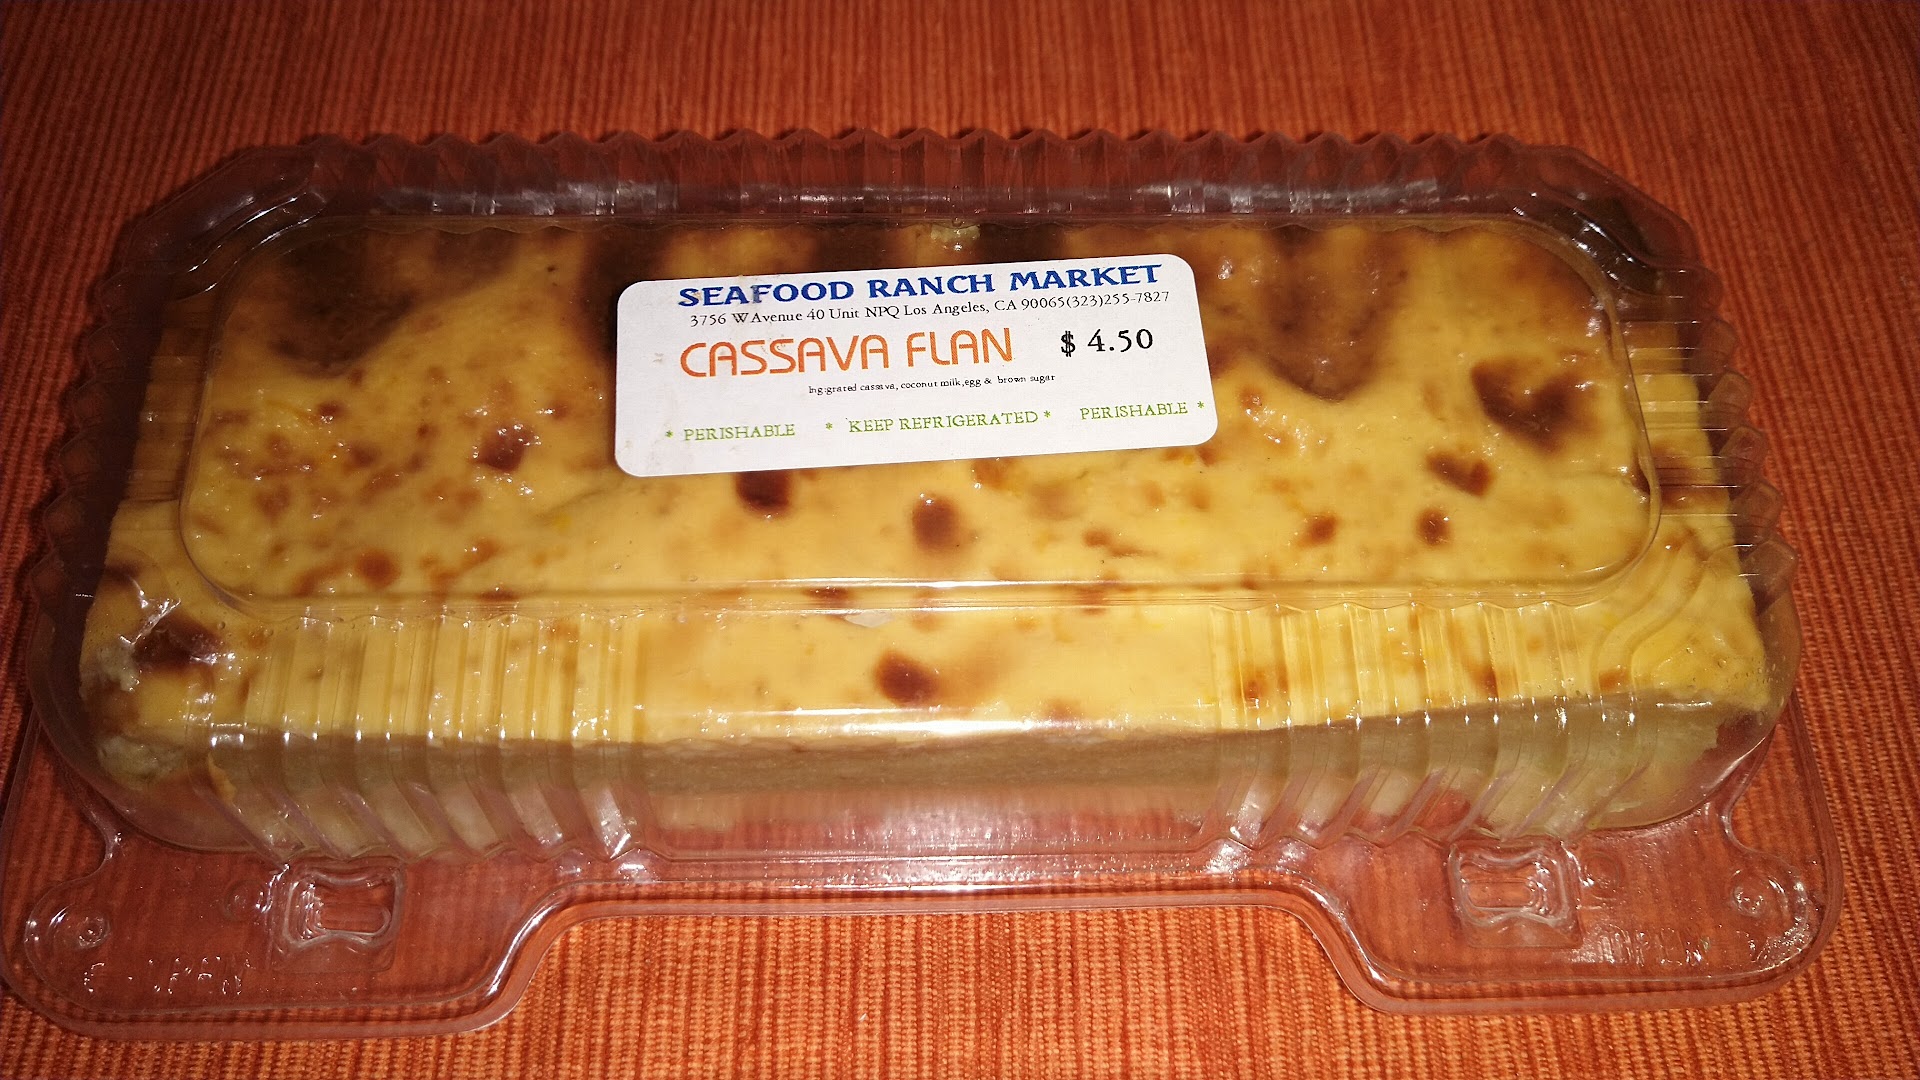 SEAFOOD RANCH MARKET
3756 W Avenue 40 Unit NPQ Los Angeles, CA 90065(323)255-7827
CASSAVA FLAN $ 4.50
Ing:grated cassava, coconut milk,egg & brown sugar
* PERISHABLE * KEEP REFRIGERATED * PERISHABLE *